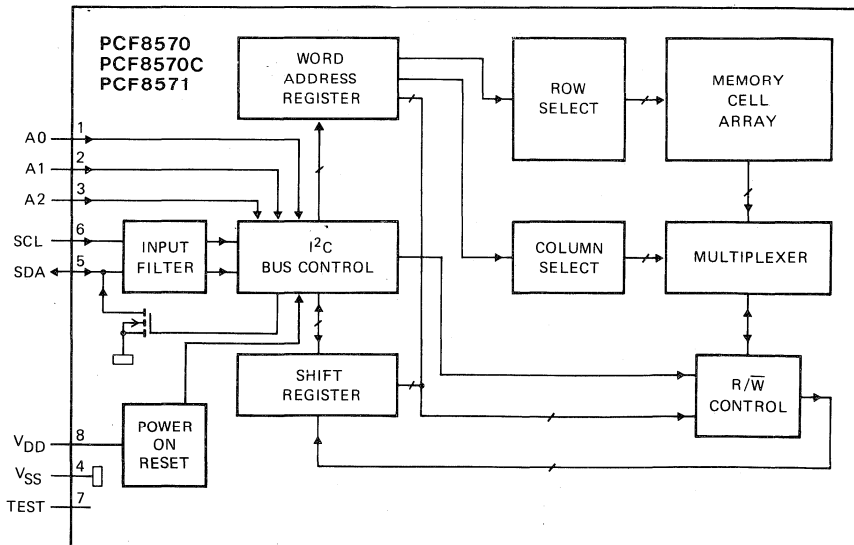 PCF8570
PCF8570C
PCF8571
WORD
ADDRESS
REGISTER
ROW
SELECT
MEMORY
CELL
ARRAY
A0
1
A1
2
A2
3
SCL
6
SDA
5
INPUT
FILTER
I²C
BUS CONTROL
COLUMN
SELECT
MULTIPLEXER
SHIFT
REGISTER
R/W̅
CONTROL
POWER
ON
RESET
VDD
8
VSS
4
TEST
7